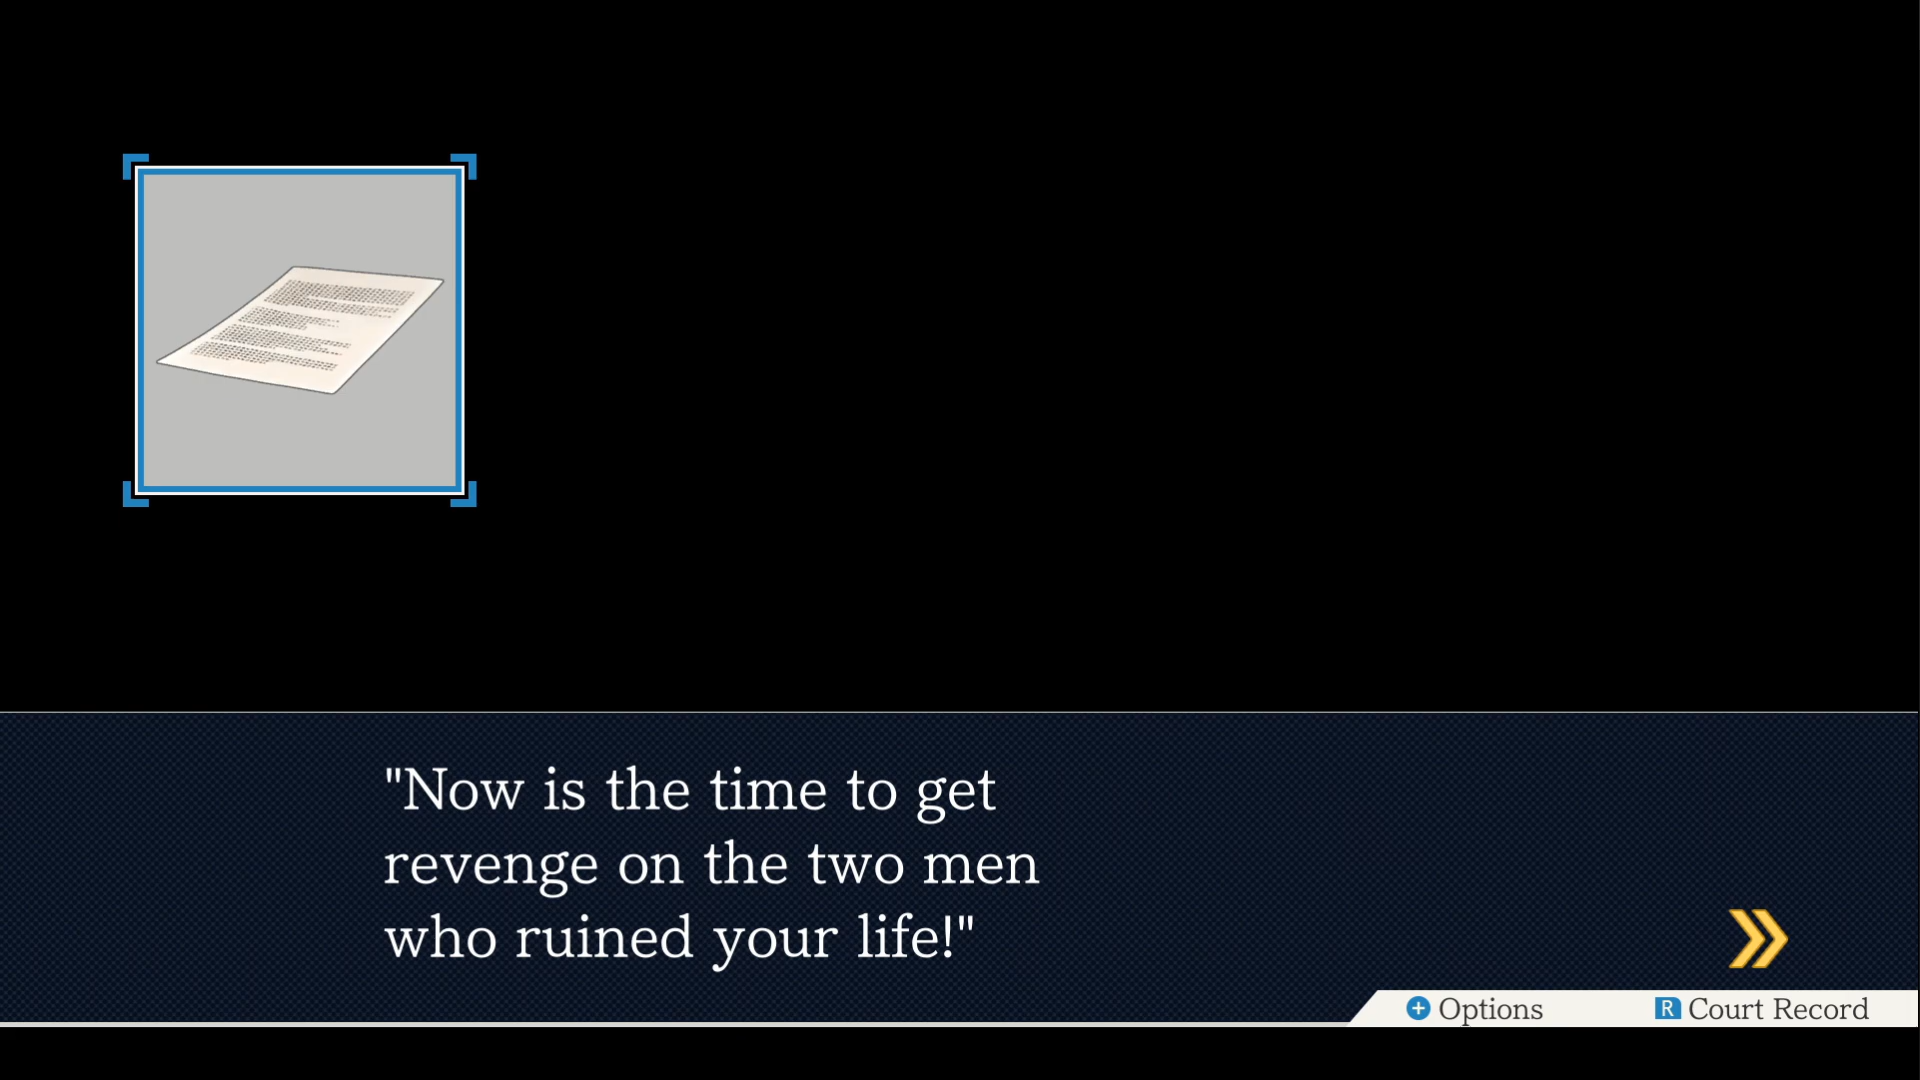 "Now is the time to get
revenge on the two men
who ruined your life!"
+ Options
R Court Record